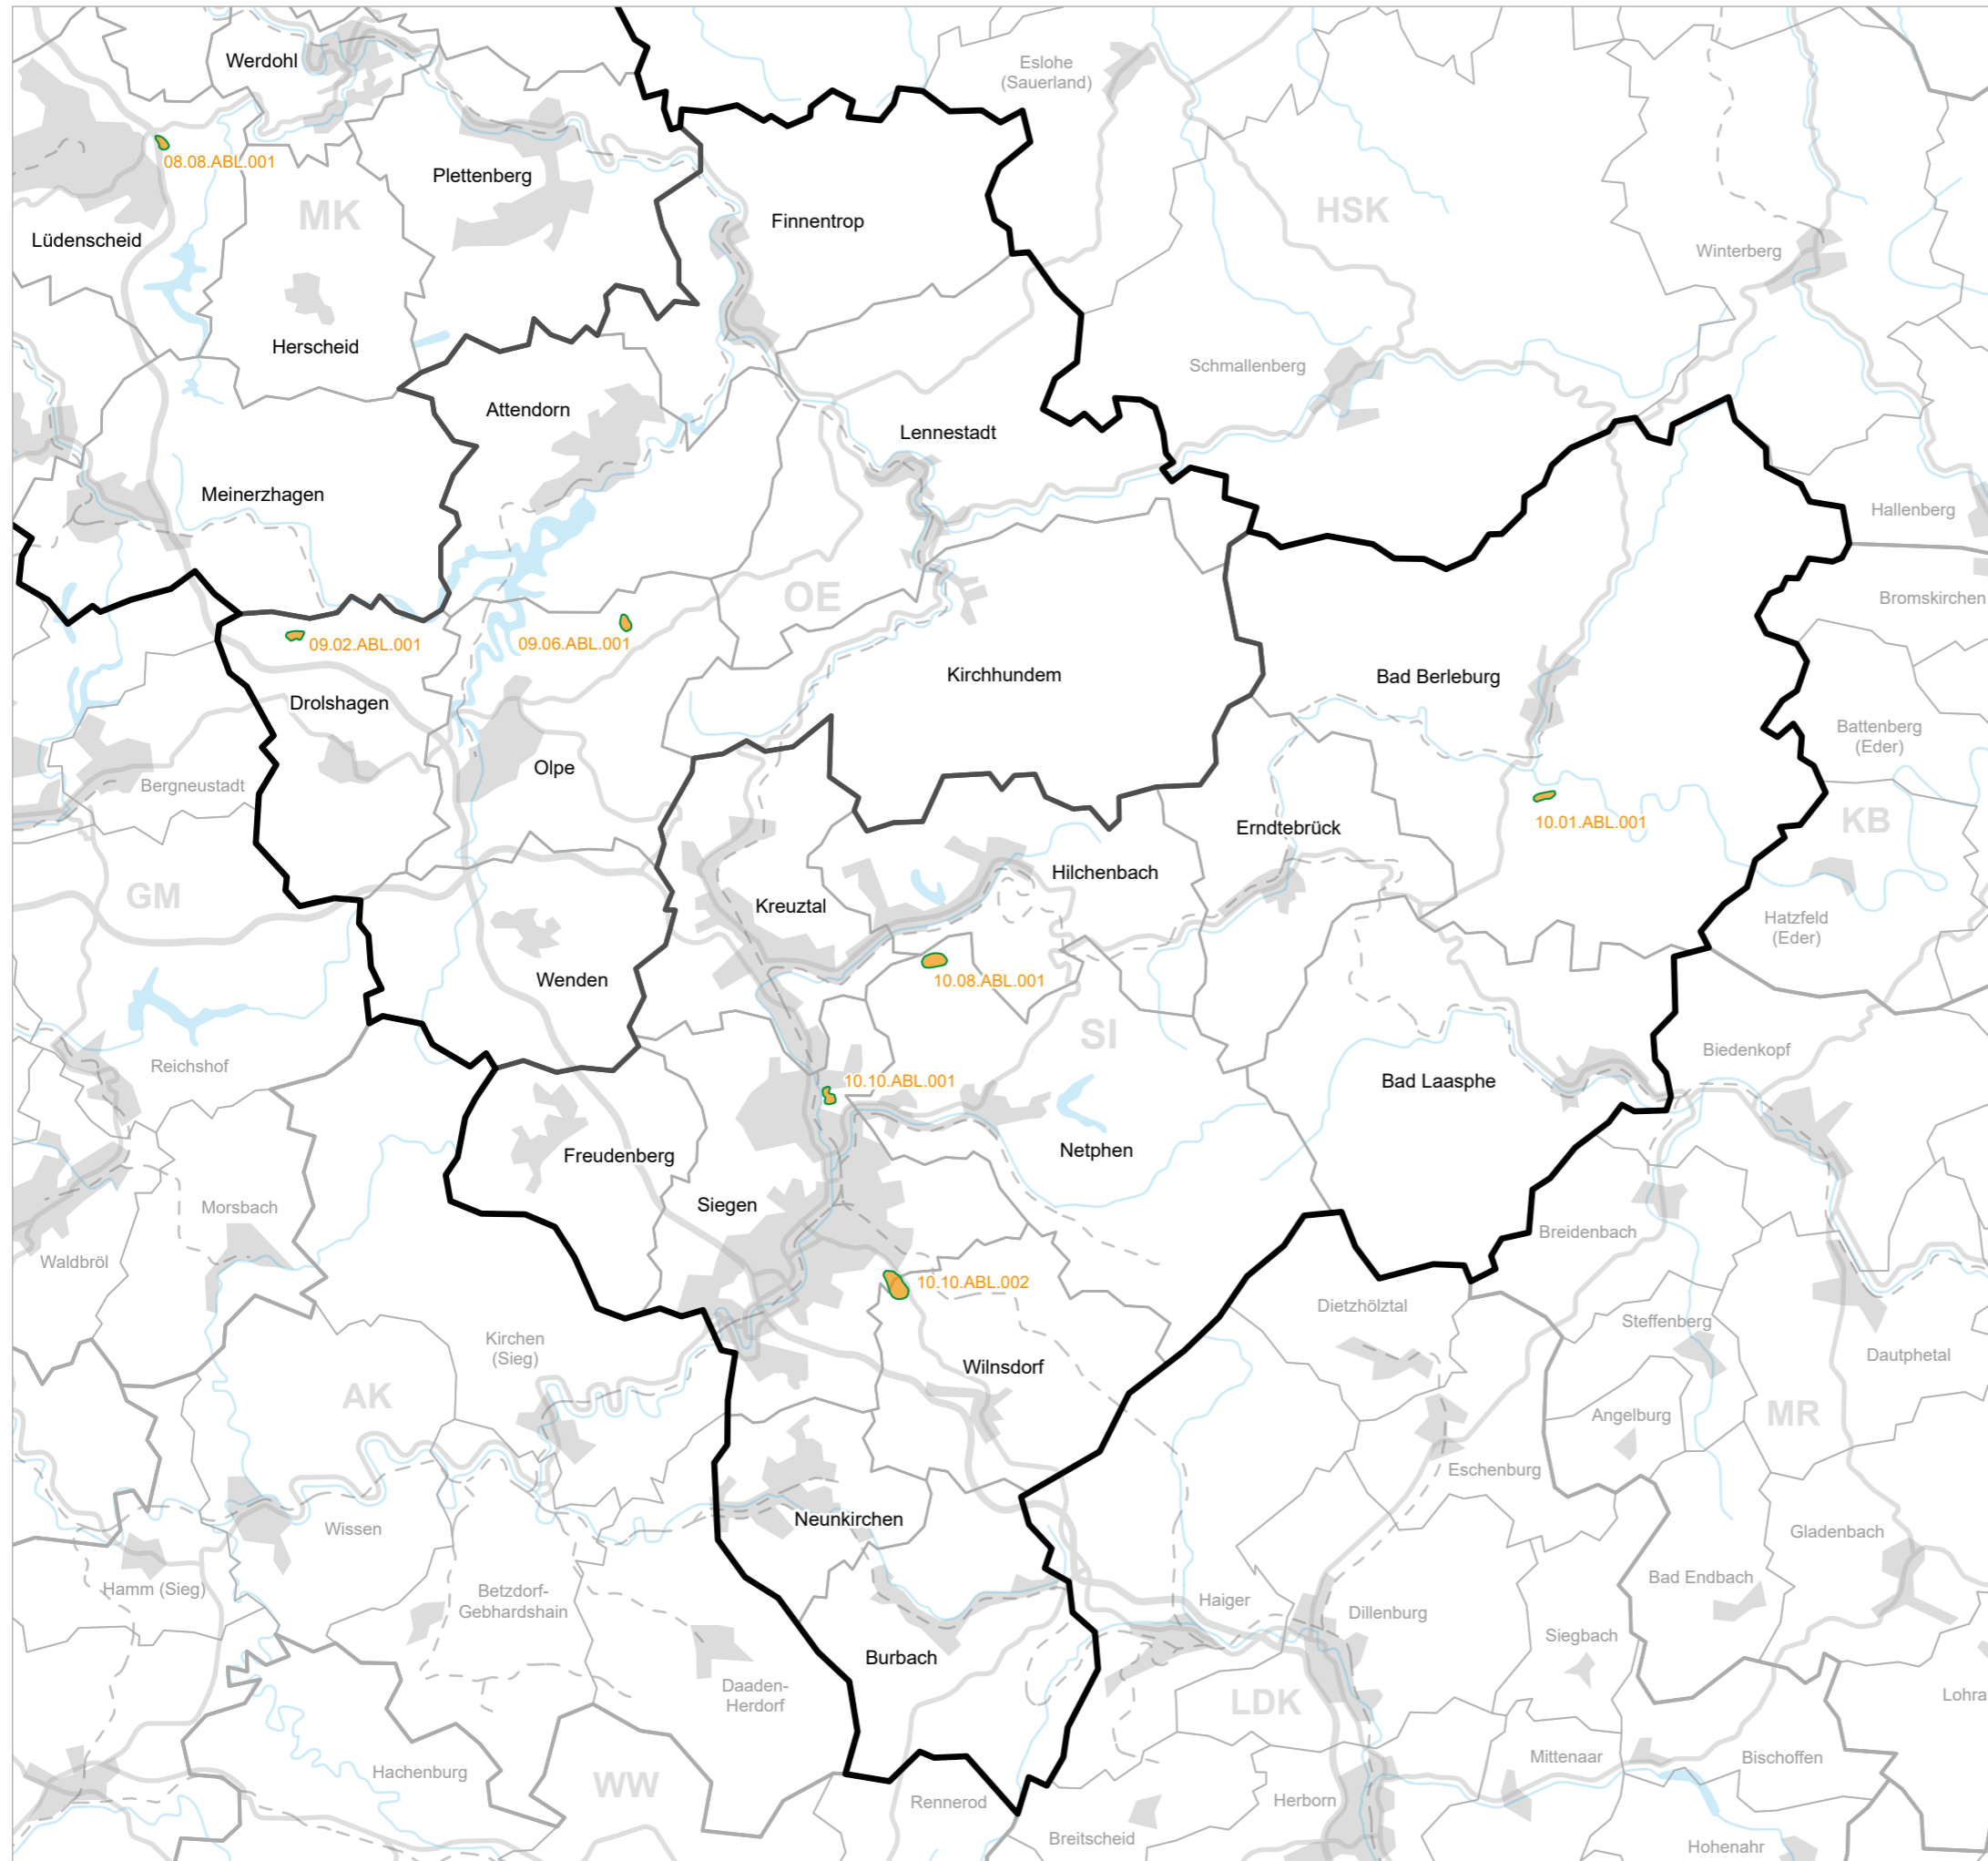 Werdohl
Eslohe
(Sauerland)
08.08.ABL.001
Plettenberg
MK
HSK
Finnentrop
Lüdenscheid
Winterberg
Herscheid
Schmallenberg
Attendorn
Lennestadt
Meinerzhagen
Hallenberg
OE
Bromskirchen
09.02.ABL.001
09.06.ABL.001
Kirchhundem
Bad Berleburg
Drolshagen
Battenberg
(Eder)
Olpe
Bergneustadt
10.01.ABL.001
KB
Erndtebrück
Hilchenbach
GM
Kreuztal
Hatzfeld
(Eder)
Wenden
10.08.ABL.001
SI
Reichshof
Biedenkopf
10.10.ABL.001
Bad Laasphe
Netphen
Freudenberg
Morsbach
Siegen
Breidenbach
Waldbröl
10.10.ABL.002
Dietzhölztal
Steffenberg
Kirchen
(Sieg)
Dautphetal
Wilnsdorf
AK
MR
Angelburg
Eschenburg
Neunkirchen
Wissen
Gladenbach
Hamm (Sieg)
Betzdorf-
Gebhardshain
Bad Endbach
Haiger
Dillenburg
Siegbach
Burbach
Daaden-
Herdorf
LDK
Lohra
Mittenaar
Bischoffen
Hachenburg
WW
Rennerod
Herborn
Breitscheid
Hohenahr